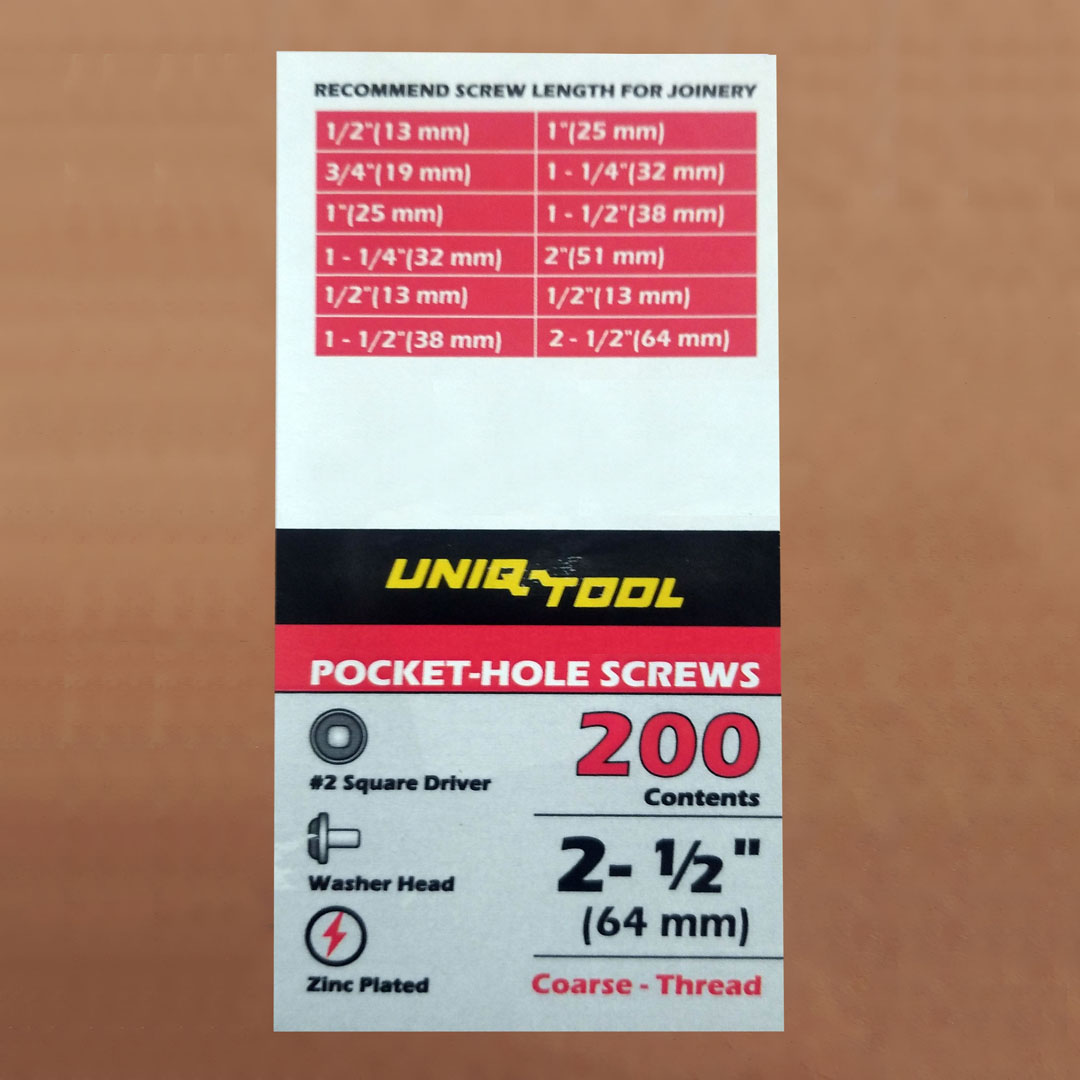 RECOMMEND SCREW LENGTH FOR JOINERY
1/2"(13 mm) 1"(25 mm)
3/4"(19 mm) 1 - 1/4"(32 mm)
1"(25 mm) 1 - 1/2"(38 mm)
1 - 1/4"(32 mm) 2"(51 mm)
1/2"(13 mm) 1/2"(13 mm)
1 - 1/2"(38 mm) 2 - 1/2"(64 mm)
UNIQ-TOOL
POCKET-HOLE SCREWS
#2 Square Driver
Washer Head
Zinc Plated
200
Contents
2- ½"
(64 mm)
Coarse - Thread